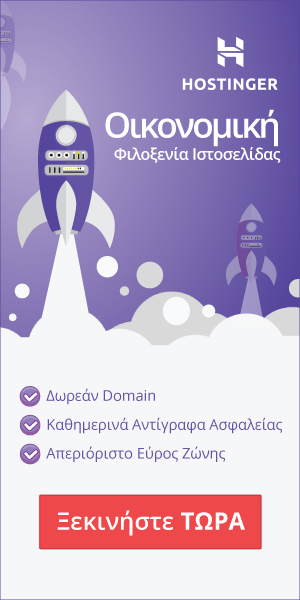 HOSTINGER
Οικονομική
Φιλοξενία Ιστοσελίδας
Δωρεάν Domain
Καθημερινά Αντίγραφα Ασφαλείας
Απεριόριστο Εύρος Ζώνης
Ξεκινήστε ΤΩΡΑ